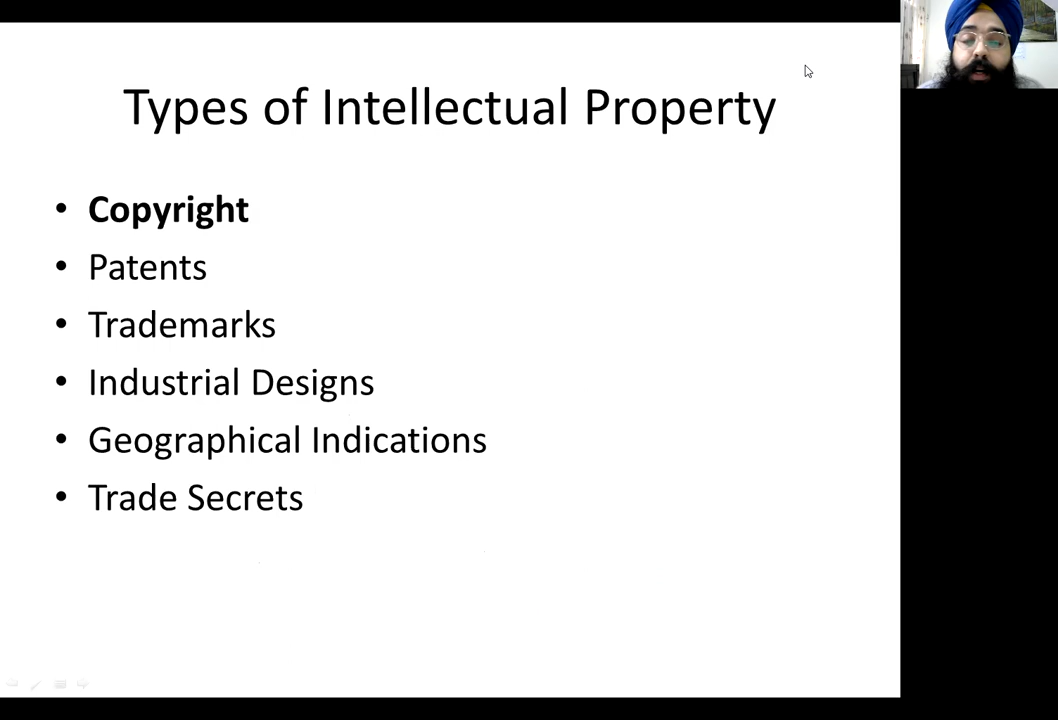 Types of Intellectual Property
• Copyright
• Patents
• Trademarks
• Industrial Designs
• Geographical Indications
• Trade Secrets